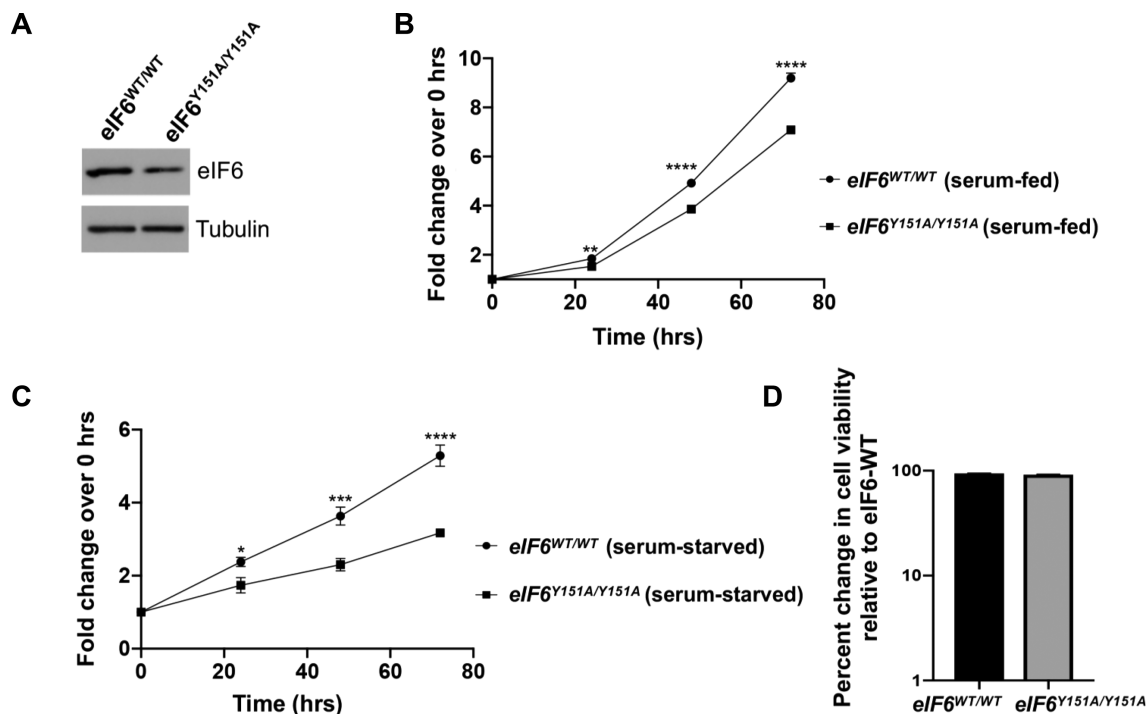 A
eIF6WT/WT
eIF6Y151A/Y151A
eIF6
Tubulin
B
Fold change over 0 hrs
10
8
6
4
2
****
****
**
0 20 40 60 80
Time (hrs)
eIF6WT/WT (serum-fed)
eIF6Y151A/Y151A (serum-fed)
C
Fold change over 0 hrs
6
4
2
0
****
***
*
0 20 40 60 80
Time (hrs)
eIF6WT/WT (serum-starved)
eIF6Y151A/Y151A (serum-starved)
D
Percent change in cell viability
relative to eIF6-WT
100
10
1
eIF6WT/WT eIF6Y151A/Y151A